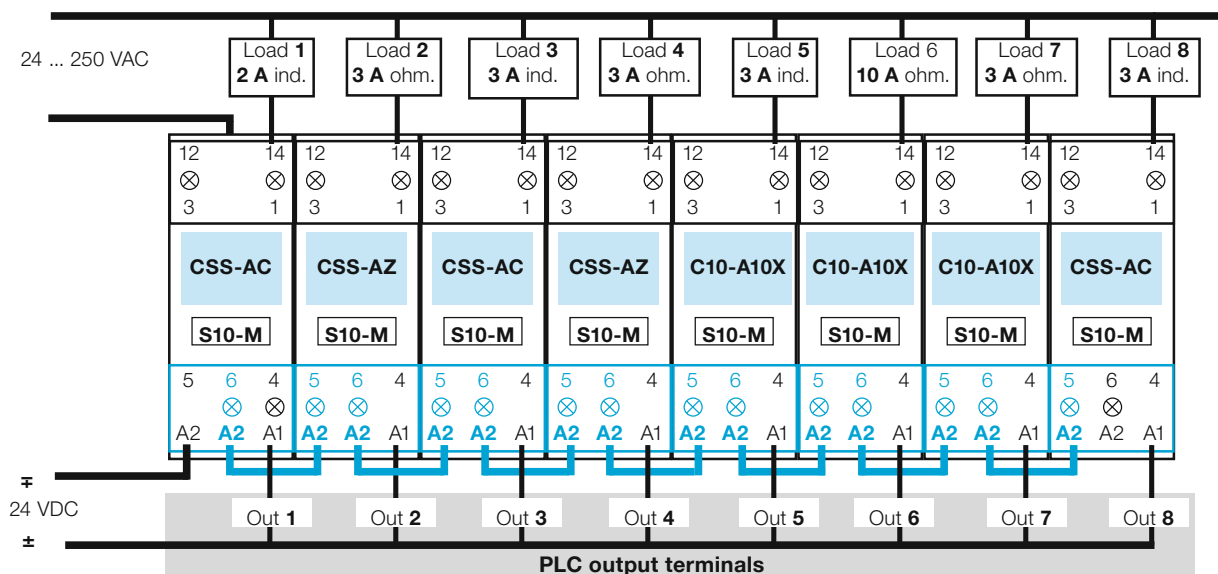 Load 1 Load 2 Load 3 Load 4 Load 5 Load 6 Load 7 Load 8
24 ... 250 VAC
2 A ind. 3 A ohm. 3 A ind. 3 A ohm. 3 A ind. 10 A ohm. 3 A ohm. 3 A ind.
12 14 12 14 12 14 12 14 12 14 12 14 12 14 12 14
3 1 3 1 3 1 3 1 3 1 3 1 3 1 3 1
CSS-AC CSS-AZ CSS-AC CSS-AZ C10-A10X C10-A10X C10-A10X CSS-AC
S10-M S10-M S10-M S10-M S10-M S10-M S10-M S10-M
5 6 4 5 6 4 5 6 4 5 6 4 5 6 4 5 6 4 5 6 4 5 6 4
A2 A2 A1 A2 A2 A1 A2 A2 A1 A2 A2 A1 A2 A2 A1 A2 A2 A1 A2 A2 A1 A2 A2 A1
∓
24 VDC
Out 1 Out 2 Out 3 Out 4 Out 5 Out 6 Out 7 Out 8
±
PLC output terminals